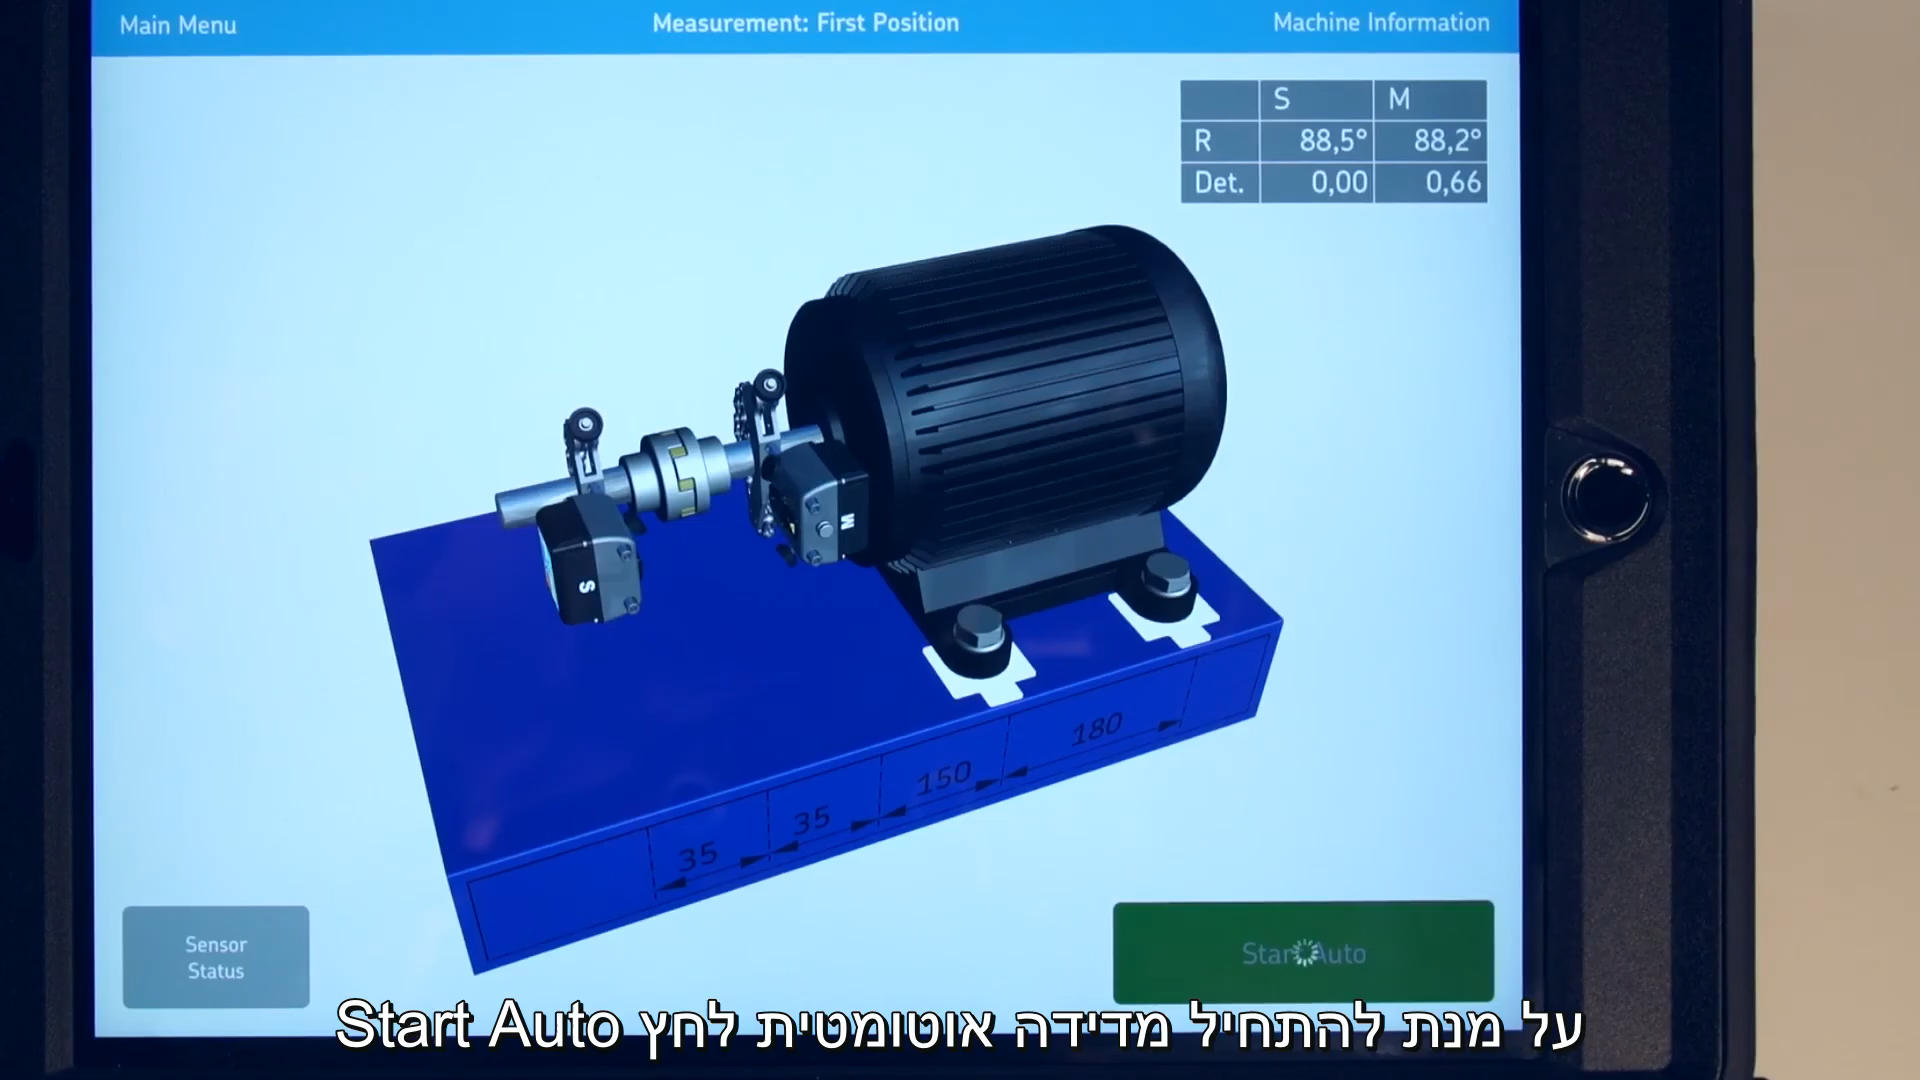 Main Menu
Measurement: First Position
Machine Information
S M
R 88,5° 88,2°
Det. 0,00 0,66
S
M
35
35
150
180
Sensor
Status
Start Auto
על מנת להתחיל מדידה אוטומטית לחץ Start Auto